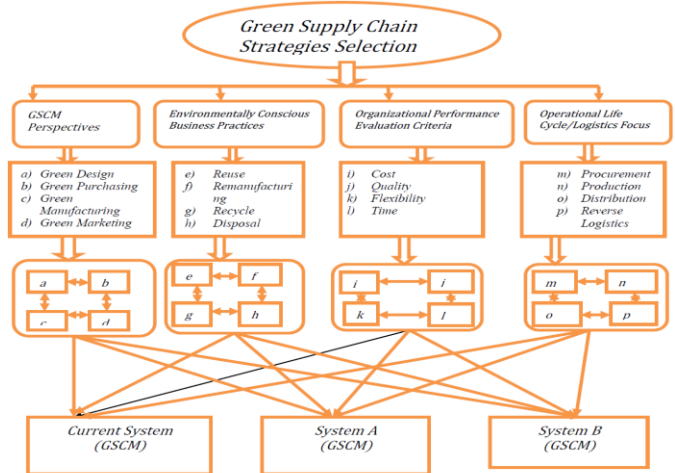 Green Supply Chain
Strategies Selection
GSCM
Perspectives
Environmentally Conscious
Business Practices
Organizational Performance
Evaluation Criteria
Operational Life
Cycle/Logistics Focus
a) Green Design
b) Green Purchasing
c) Green
Manufacturing
d) Green Marketing
e) Reuse
f) Remanufacturi
ng
g) Recycle
h) Disposal
i) Cost
j) Quality
k) Flexibility
l) Time
m) Procurement
n) Production
o) Distribution
p) Reverse
Logistics
a b
c d
e f
g h
i j
k l
m n
o p
Current System
(GSCM)
System A
(GSCM)
System B
(GSCM)